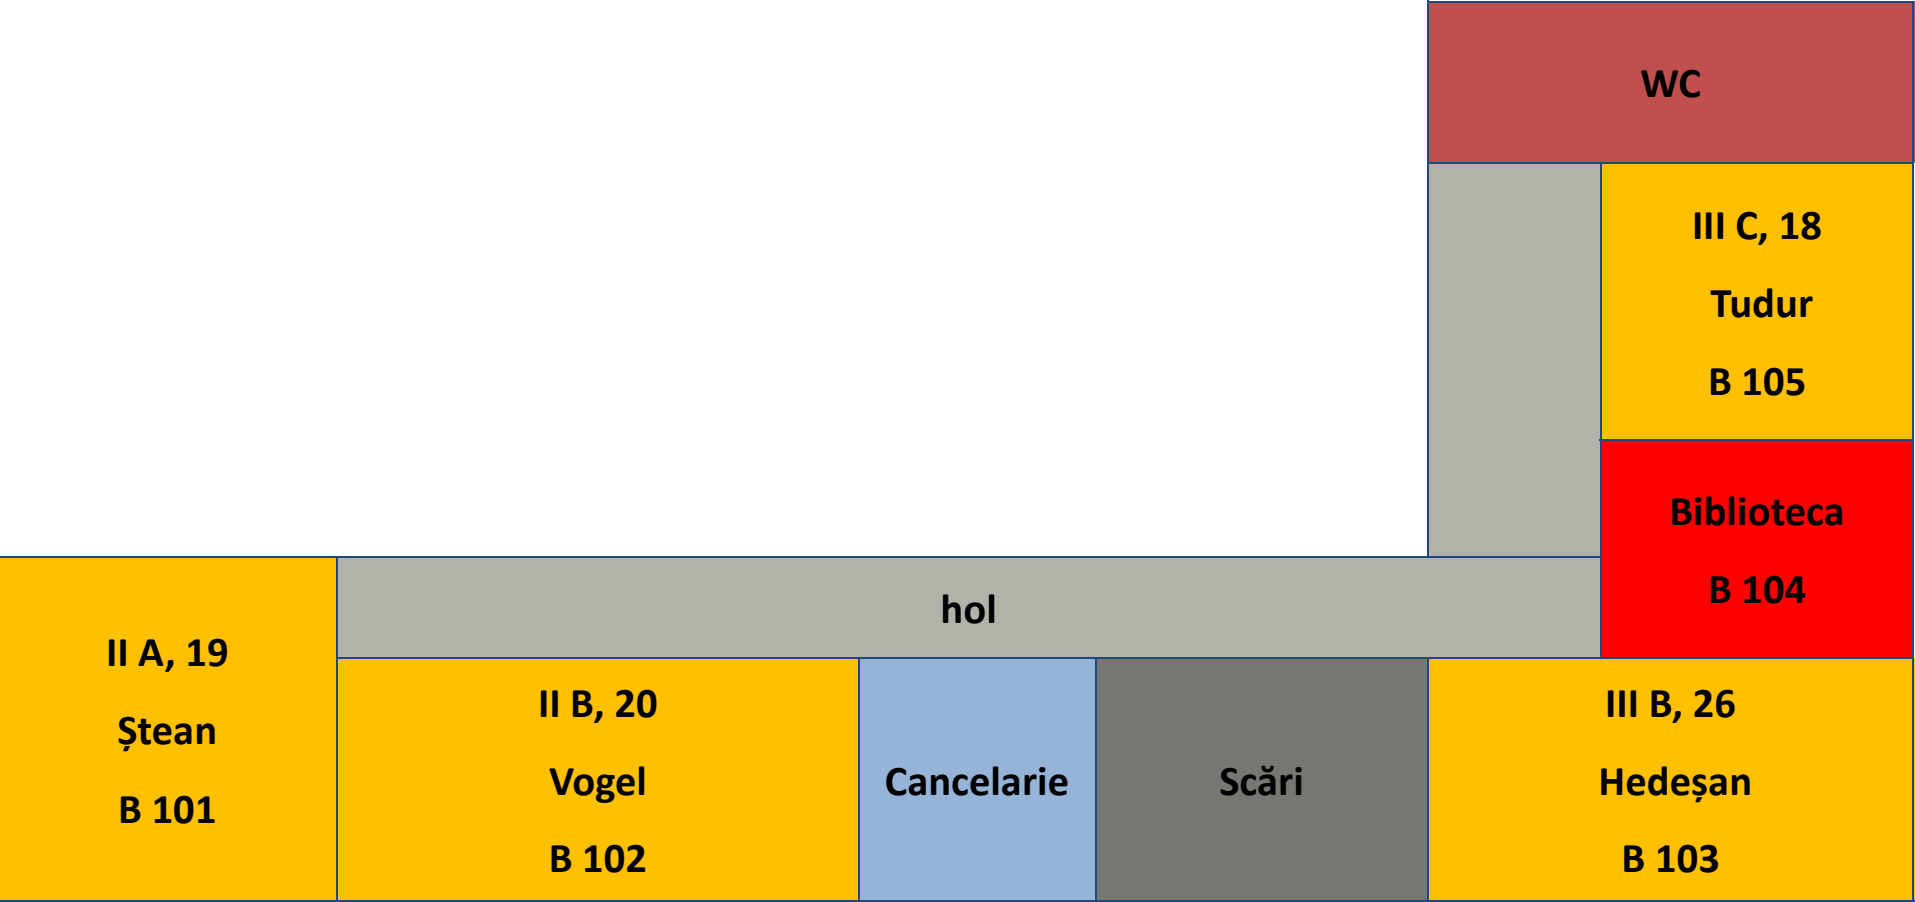 WC
III C, 18
Tudur
B 105
Biblioteca
B 104
hol
II A, 19
Ștean
B 101
II B, 20
Vogel
B 102
Cancelarie
Scări
III B, 26
Hedeșan
B 103